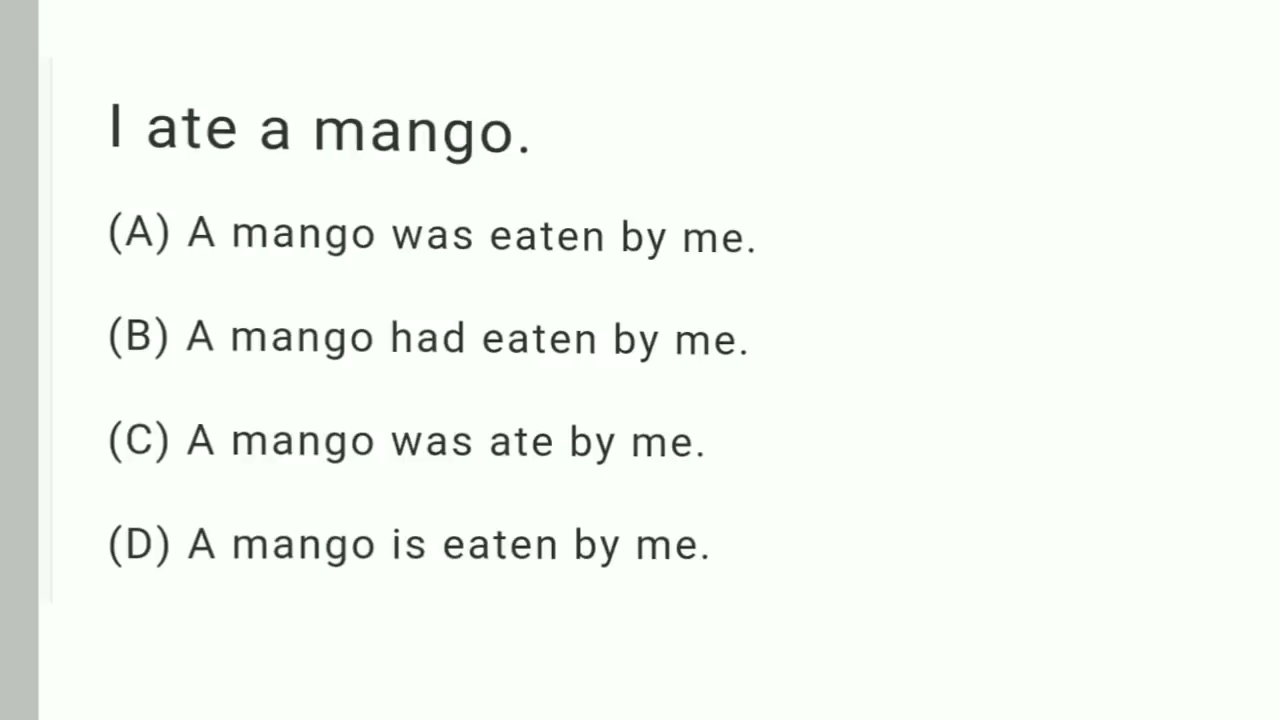 I ate a mango.
(A) A mango was eaten by me.
(B) A mango had eaten by me.
(C) A mango was ate by me.
(D) A mango is eaten by me.